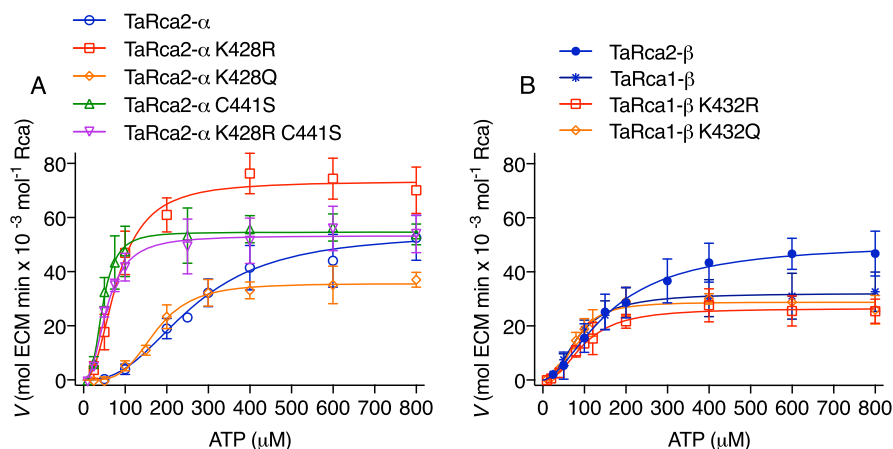 A
TaRca2-α
TaRca2-α K428R
TaRca2-α K428Q
TaRca2-α C441S
TaRca2-α K428R C441S
V (mol ECM min x 10 -3 mol-1 Rca)
80
60
40
20
0
0 100 200 300 400 500 600 700 800
ATP (μM)
B
TaRca2-β
TaRca1-β
TaRca1-β K432R
TaRca1-β K432Q
V (mol ECM min x 10 -3 mol-1 Rca)
80
60
40
20
0
0 100 200 300 400 500 600 700 800
ATP (μM)